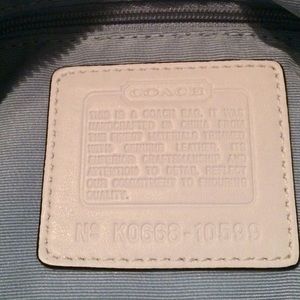 COACH
THIS IS A COACH BAG. IT WAS
HANDCRAFTED IN CHINA. FROM
THE FINEST MATERIALS TRIMMED
WITH GENUINE LEATHER. ITS
SUPERIOR CRAFTSMANSHIP AND
ATTENTION TO DETAIL REFLECT
OUR COMMITMENT TO ENDURING
QUALITY.
No K0668-10599